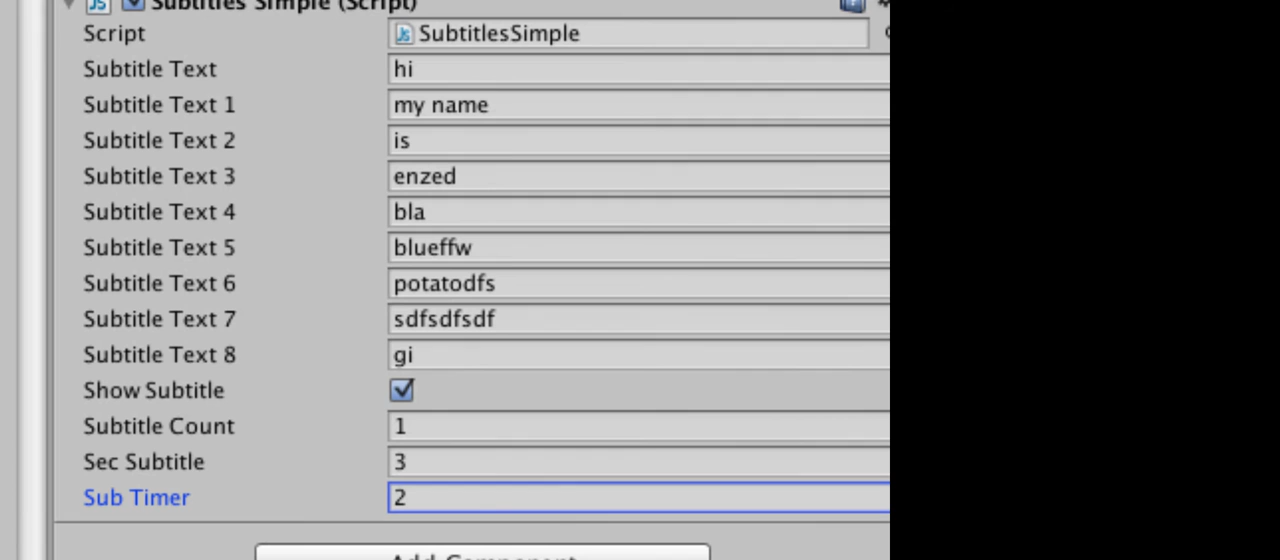 Subtitles Simple (Script)
Script SubtitlesSimple
Subtitle Text hi
Subtitle Text 1 my name
Subtitle Text 2 is
Subtitle Text 3 enzed
Subtitle Text 4 bla
Subtitle Text 5 blueffw
Subtitle Text 6 potatodfs
Subtitle Text 7 sdfsdfsdf
Subtitle Text 8 gi
Show Subtitle
Subtitle Count 1
Sec Subtitle 3
Sub Timer 2
Add Component